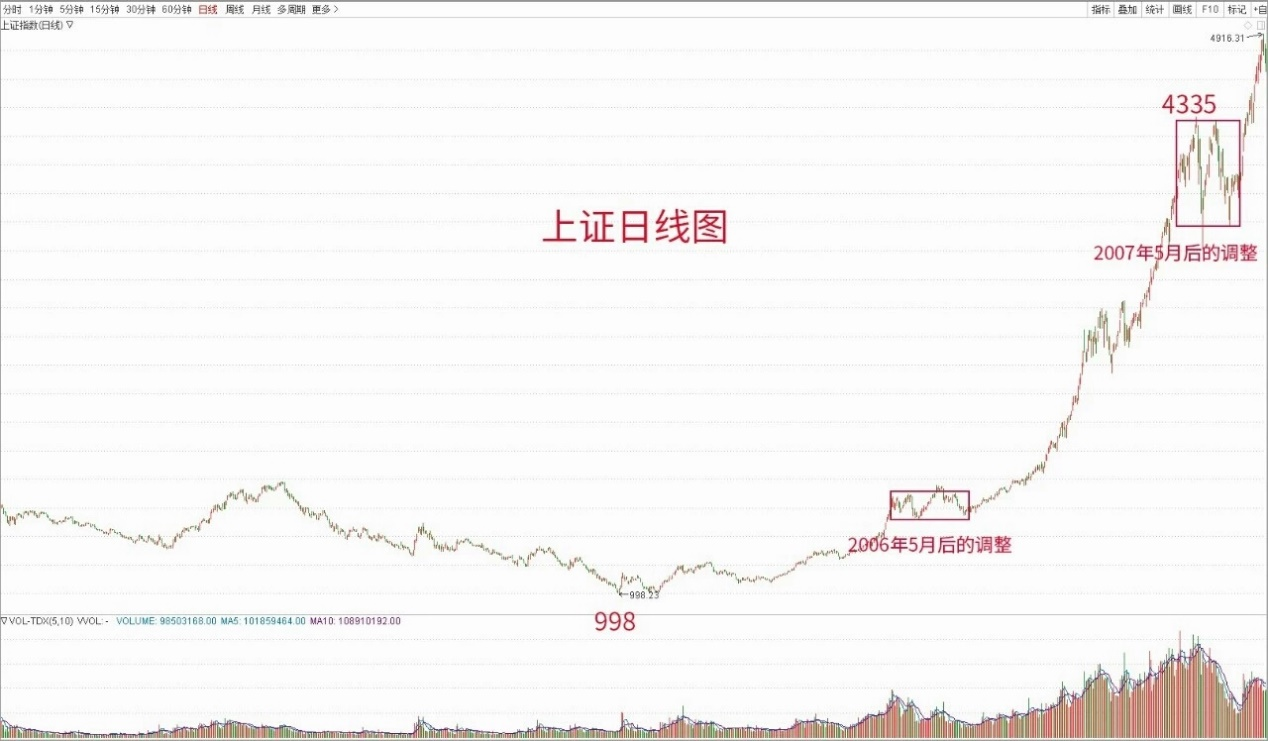 分时 1分钟 5分钟 15分钟 30分钟 60分钟 日线 周线 月线 多周期 更多> 指标 叠加 统计 画线 F10 标记 自
上证指数(日线)
4916.31
4335
上证日线图
2007年5月后的调整
2006年5月后的调整
998.23
998
VOL-TDX(5,10) VVOL: - VOLUME: 98503168.00 MA5: 101859464.00 MA10: 108910192.00